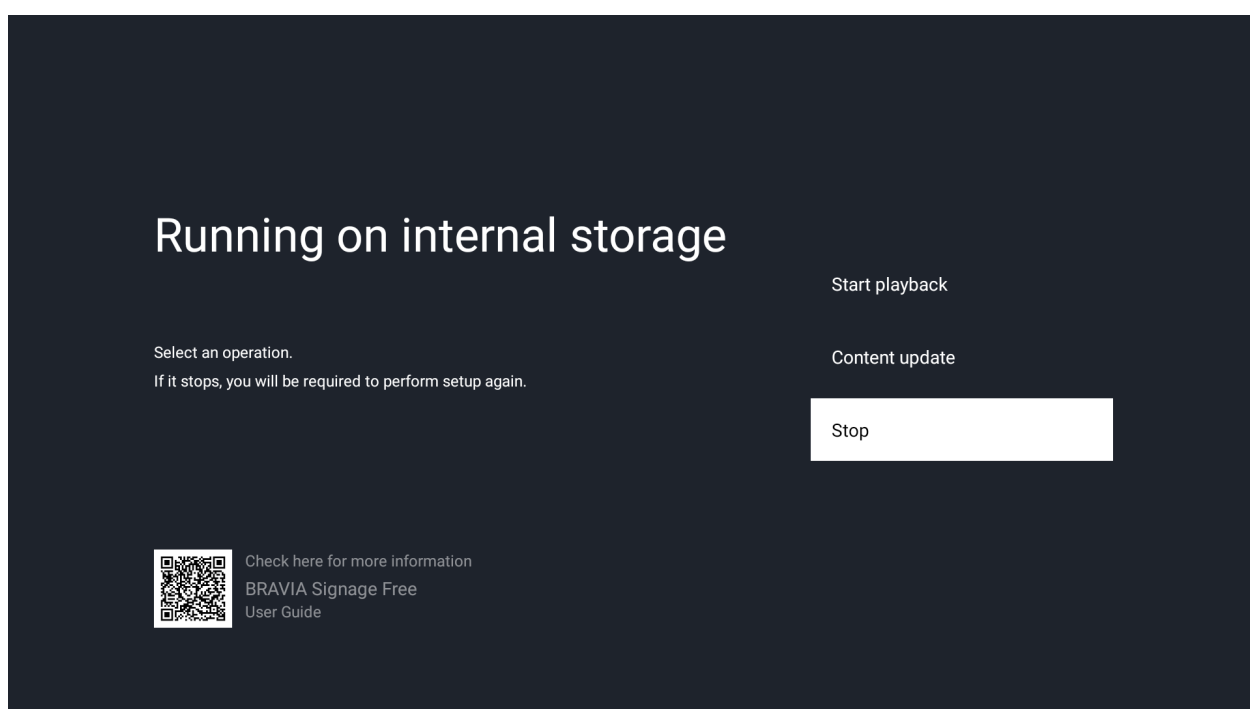 Running on internal storage
Select an operation.
If it stops, you will be required to perform setup again.
Start playback
Content update
Stop
Check here for more information
BRAVIA Signage Free
User Guide